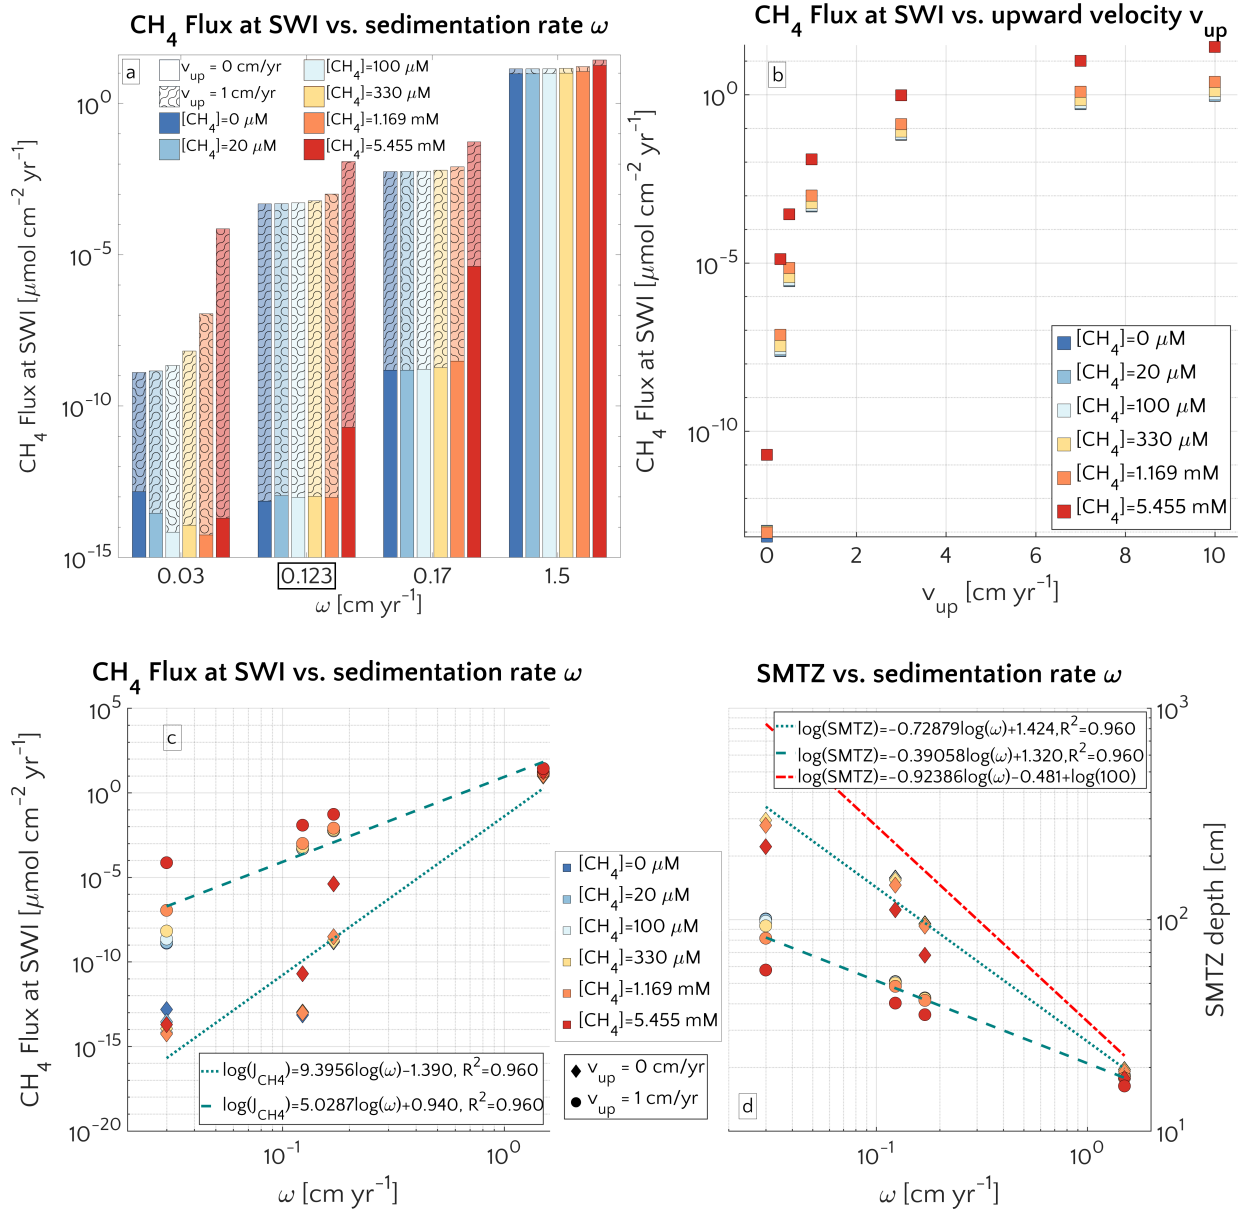 CH4 Flux at SWI vs. sedimentation rate ω
a
vup = 0 cm/yr
vup = 1 cm/yr
[CH4]=0 μM
[CH4]=20 μM
[CH4]=100 μM
[CH4]=330 μM
[CH4]=1.169 mM
[CH4]=5.455 mM
CH4 Flux at SWI [μmol cm−2 yr−1]
10^0
10^−5
10^−10
10^−15
0.03
0.123
0.17
1.5
ω [cm yr−1]
CH4 Flux at SWI vs. upward velocity vup
b
CH4 Flux at SWI [μmol cm−2 yr−1]
10^0
10^−5
10^−10
[CH4]=0 μM
[CH4]=20 μM
[CH4]=100 μM
[CH4]=330 μM
[CH4]=1.169 mM
[CH4]=5.455 mM
0 2 4 6 8 10
vup [cm yr−1]
CH4 Flux at SWI vs. sedimentation rate ω
c
CH4 Flux at SWI [μmol cm−2 yr−1]
10^5
10^0
10^−5
10^−10
10^−15
10^−20
log(JCH4)=9.3956log(ω)−1.390, R2=0.960
log(JCH4)=5.0287log(ω)+0.940, R2=0.960
10^−1 10^0
ω [cm yr−1]
[CH4]=0 μM
[CH4]=20 μM
[CH4]=100 μM
[CH4]=330 μM
[CH4]=1.169 mM
[CH4]=5.455 mM
vup = 0 cm/yr
vup = 1 cm/yr
SMTZ vs. sedimentation rate ω
log(SMTZ)=−0.72879log(ω)+1.424,R2=0.960
log(SMTZ)=−0.39058log(ω)+1.320,R2=0.960
log(SMTZ)=−0.92386log(ω)−0.481+log(100)
d
10^3
10^2
10^1
SMTZ depth [cm]
10^−1 10^0
ω [cm yr−1]